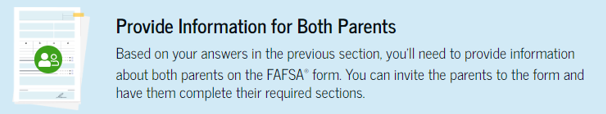 Provide Information for Both Parents
Based on your answers in the previous section, you'll need to provide information
about both parents on the FAFSA® form. You can invite the parents to the form and
have them complete their required sections.